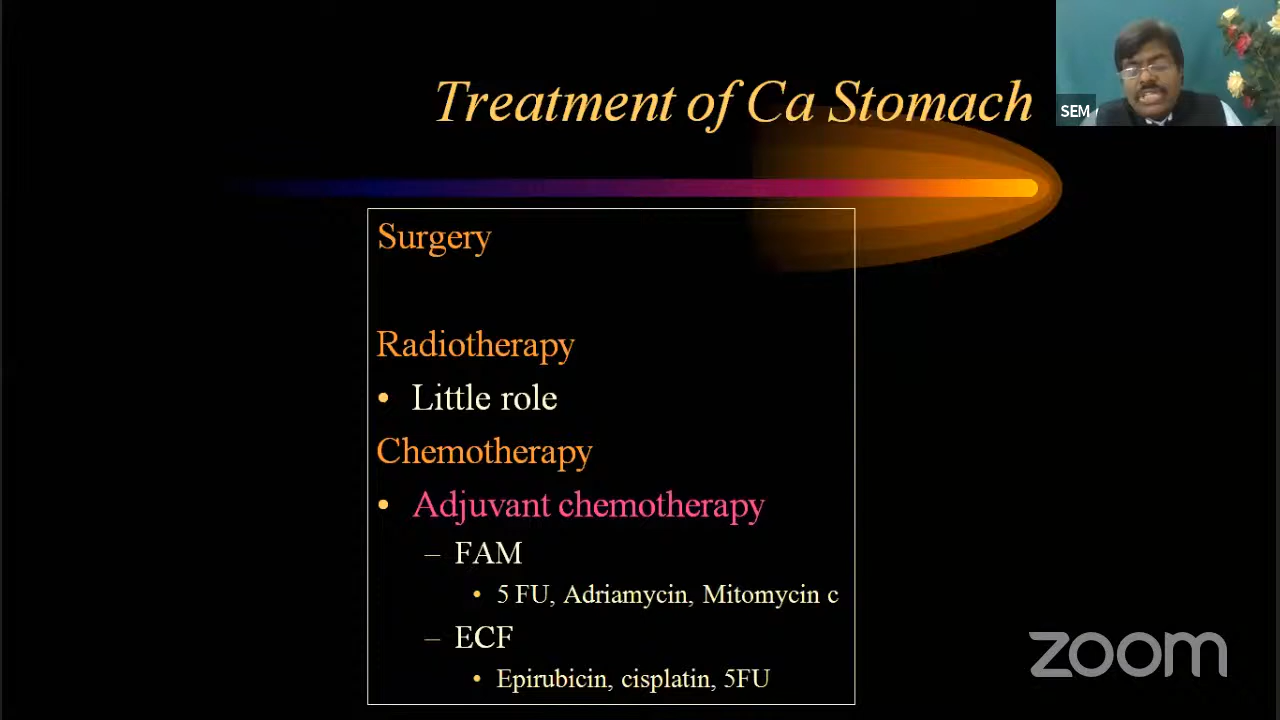 Treatment of Ca Stomach
SEM
Surgery
Radiotherapy
• Little role
Chemotherapy
• Adjuvant chemotherapy
– FAM
• 5 FU, Adriamycin, Mitomycin c
– ECF
• Epirubicin, cisplatin, 5FU
zoom